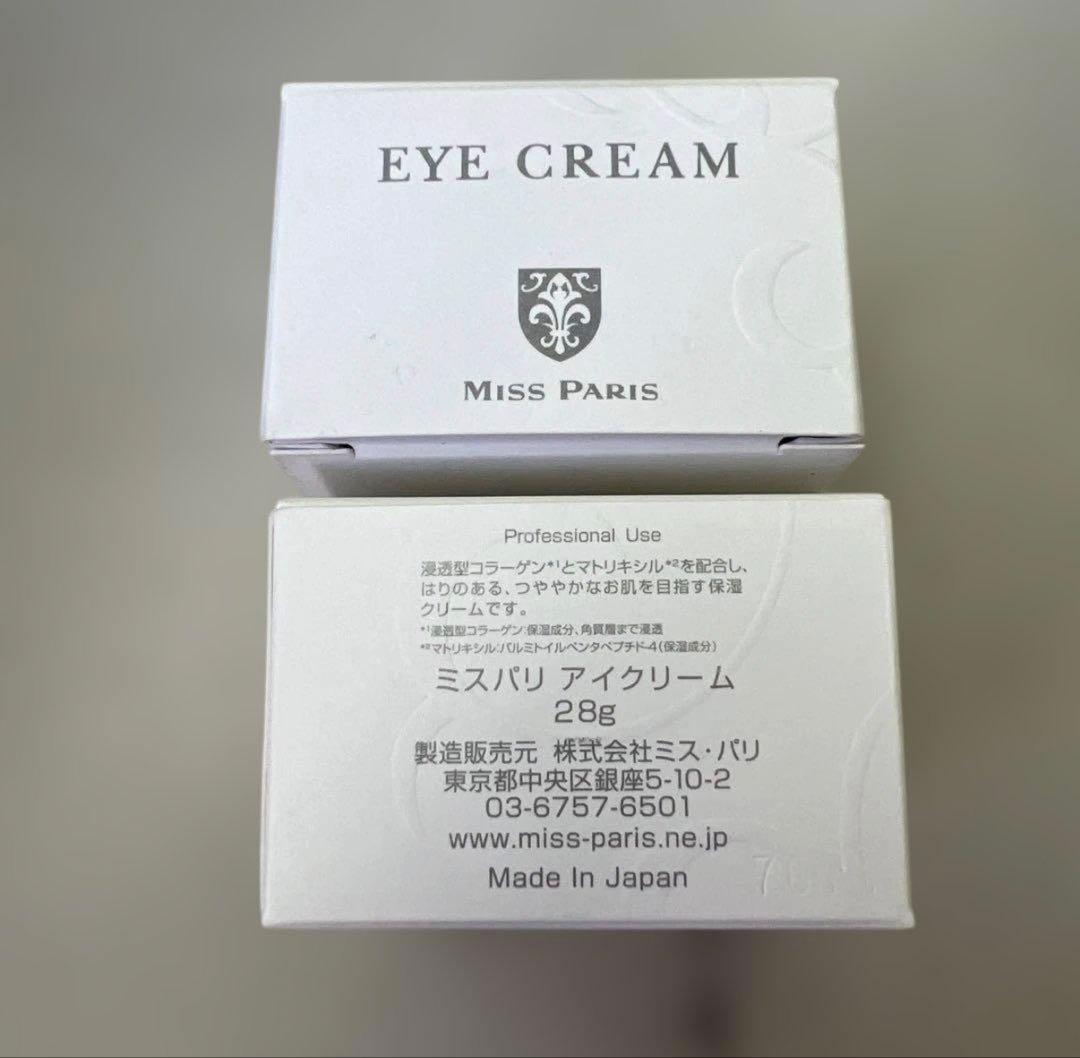 EYE CREAM
MISS PARIS
Professional Use
浸透型コラーゲン*1とマトリキシル*2を配合し、
はりのある、つややかなお肌を目指す保湿
クリームです。
*1浸透型コラーゲン:保湿成分、角質層まで浸透
*2マトリキシル:パルミトイルペンタペプチド-4(保湿成分)
ミスパリ アイクリーム
28g
製造販売元 株式会社ミス・パリ
東京都中央区銀座5-10-2
03-6757-6501
www.miss-paris.ne.jp
Made In Japan